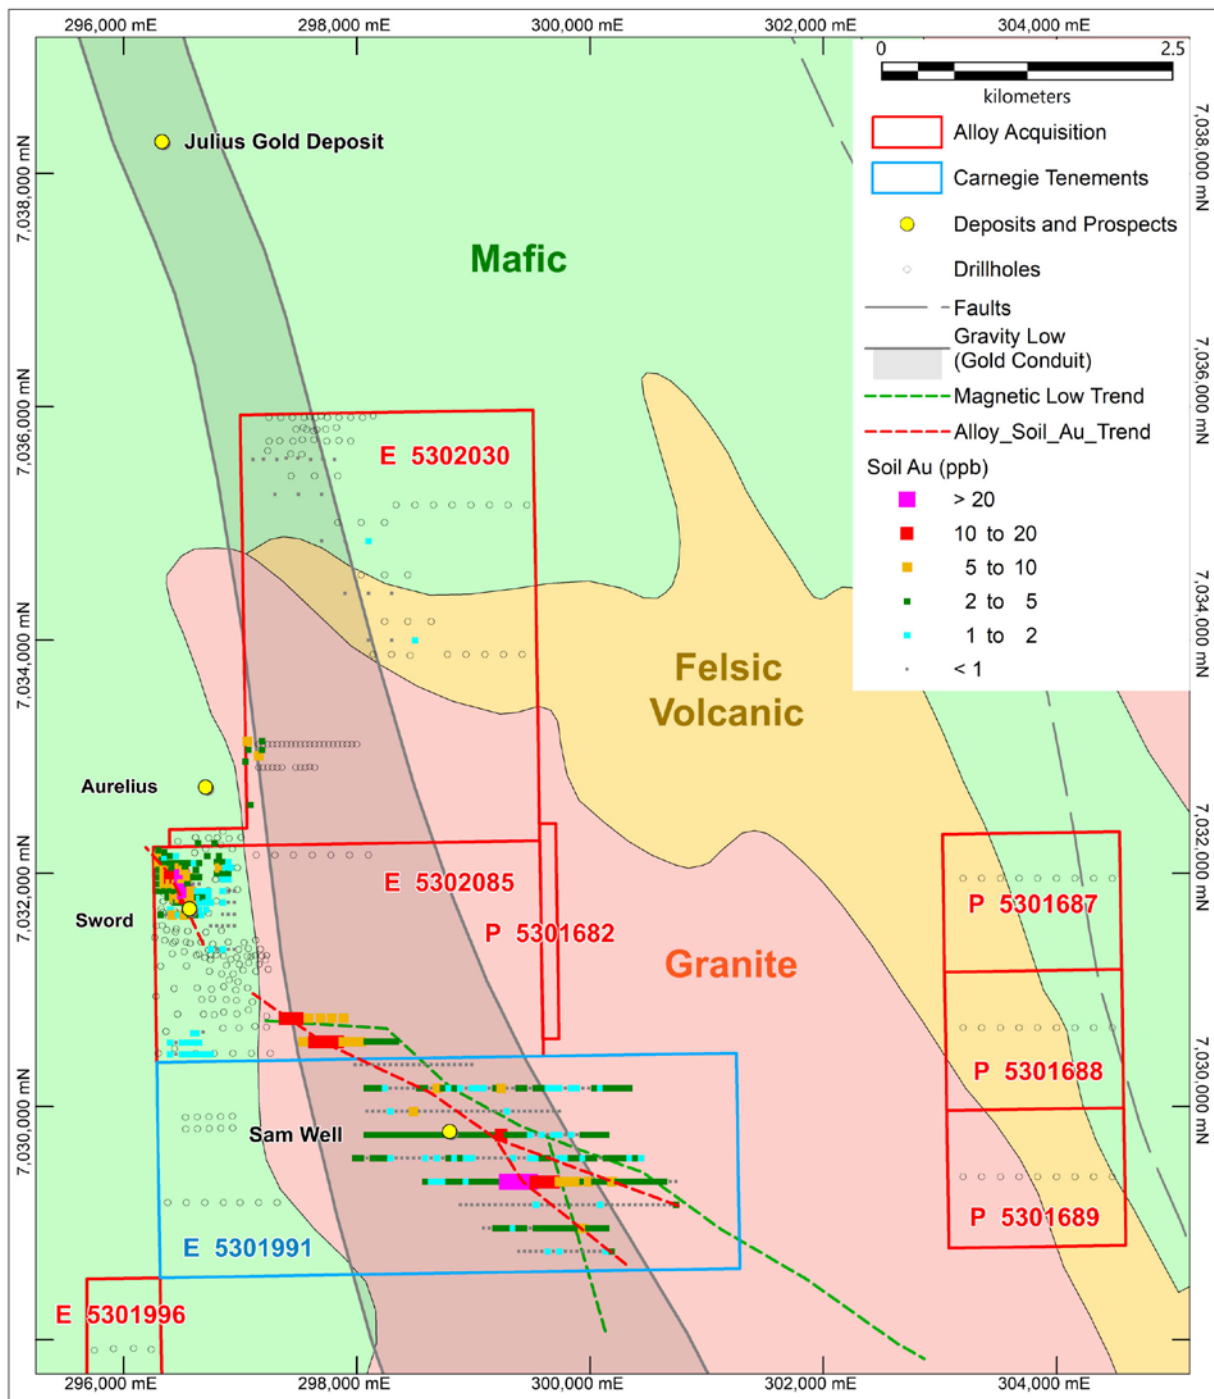 296,000 mE
298,000 mE
300,000 mE
302,000 mE
304,000 mE
0
2.5
kilometers
Alloy Acquisition
Carnegie Tenements
Deposits and Prospects
Drillholes
Faults
Gravity Low
(Gold Conduit)
Magnetic Low Trend
Alloy_Soil_Au_Trend
Soil Au (ppb)
> 20
10 to 20
5 to 10
2 to 5
1 to 2
< 1
7,038,000 mN
7,036,000 mN
7,034,000 mN
7,032,000 mN
7,030,000 mN
7,038,000 mN
7,036,000 mN
7,034,000 mN
7,032,000 mN
7,030,000 mN
Julius Gold Deposit
Mafic
E 5302030
Felsic
Volcanic
Aurelius
E 5302085
Sword
P 5301682
Granite
P 5301687
P 5301688
Sam Well
P 5301689
E 5301991
E 5301996
296,000 mE
298,000 mE
300,000 mE
302,000 mE
304,000 mE